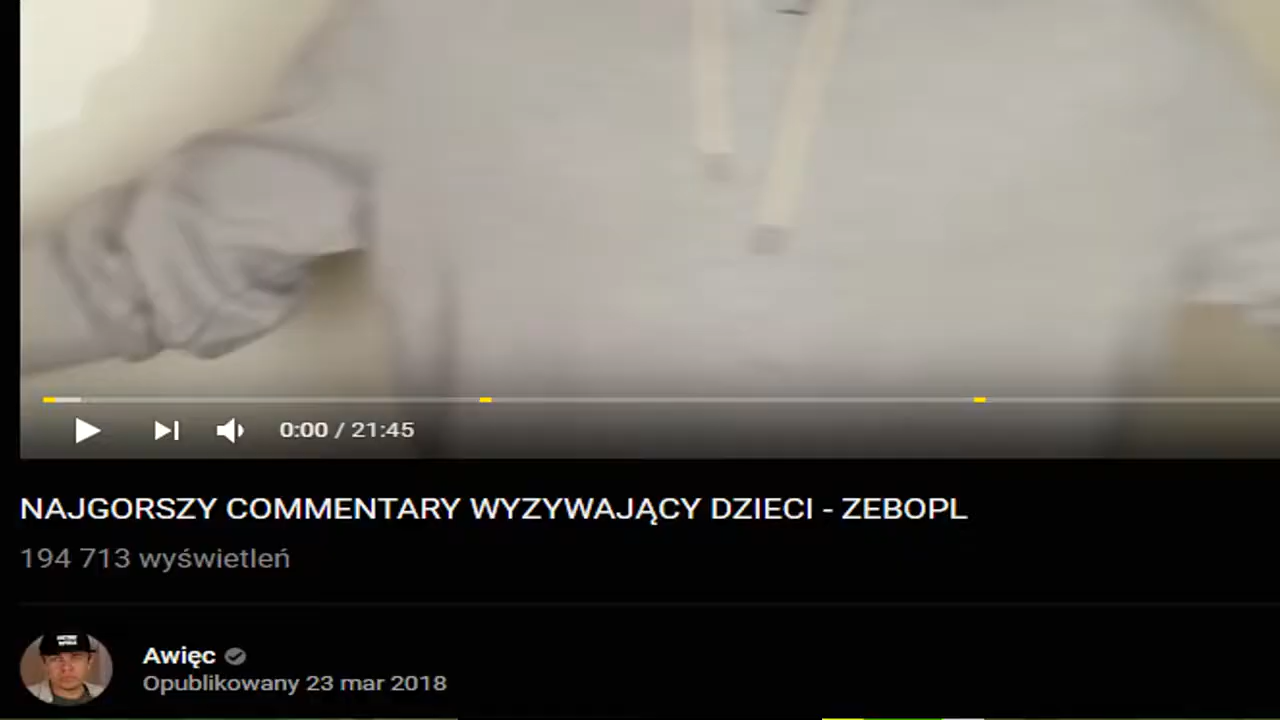 0:00 / 21:45
NAJGORSZY COMMENTARY WYZYWAJĄCY DZIECI - ZEBOPL
194 713 wyświetleń
Awięc
Opublikowany 23 mar 2018